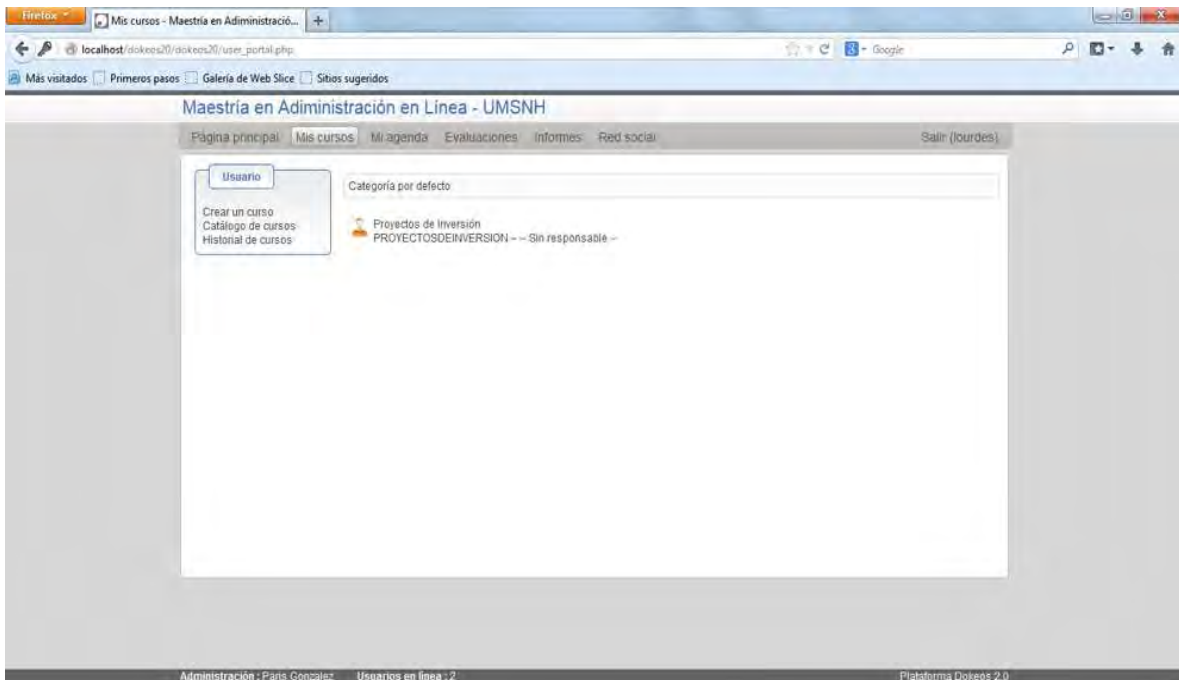 Firefox
Mis cursos - Maestría en Adiministració... +
localhost/dokeos20/dokeos20/user_portal.php
Google
Más visitados Primeros pasos Galería de Web Slice Sitios sugeridos
Maestría en Adiministración en Línea - UMSNH
Página principal Mis cursos Mi agenda Evaluaciones Informes Red social Salir (lourdes)
Usuario
Crear un curso
Catálogo de cursos
Historial de cursos
Categoría por defecto
Proyectos de Inversión
PROYECTOSDEINVERSION – – Sin responsable –
Administración : Paris Gonzalez Usuarios en línea : 2 Plataforma Dokeos 2.0